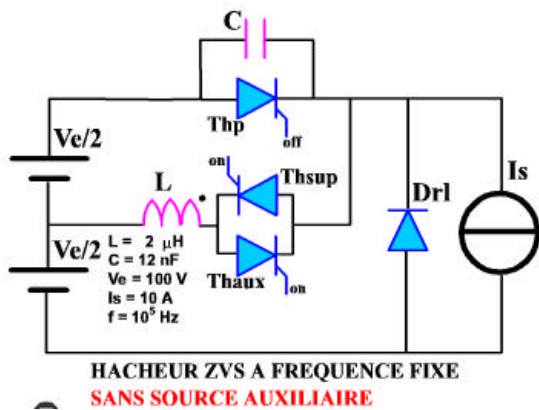 C
Thp
off
Ve/2
on
Thsup
L
Is
Drl
Ve/2
L = 2 µH
C = 12 nF
Ve = 100 V
Is = 10 A
f = 10⁵ Hz
Thaux
on
HACHEUR ZVS A FREQUENCE FIXE
SANS SOURCE AUXILIAIRE